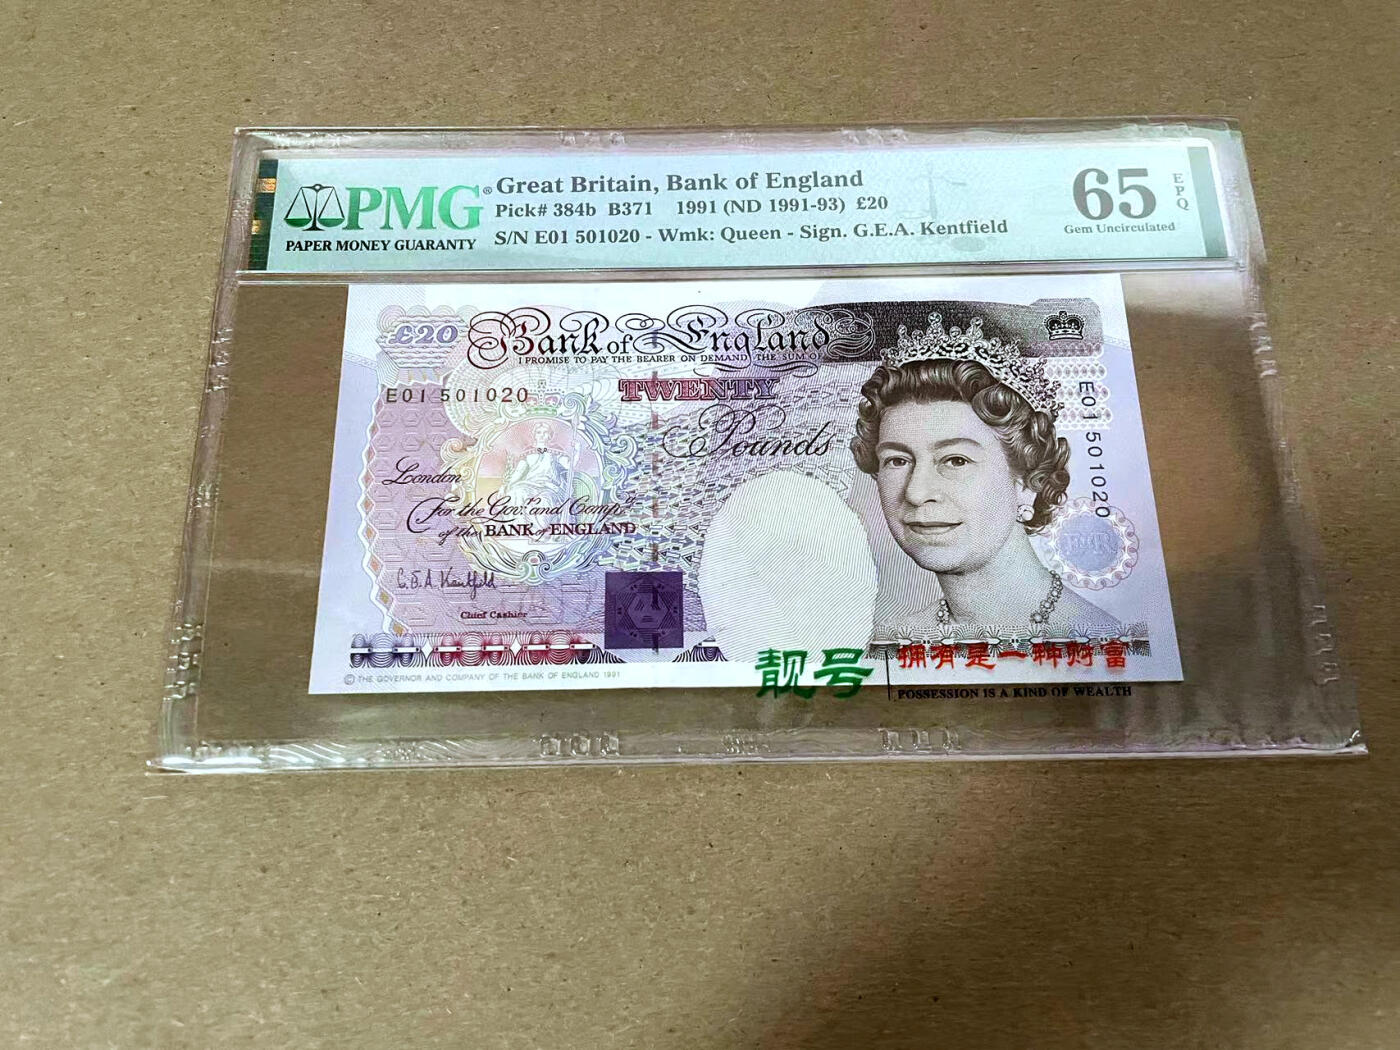 PMG®
PAPER MONEY GUARANTY
Great Britain, Bank of England
Pick# 384b B371 1991 (ND 1991-93) £20
S/N E01 501020 - Wmk: Queen - Sign. G.E.A. Kentfield
65
EPQ
Gem Uncirculated
£20
Bank of England
I PROMISE TO PAY THE BEARER ON DEMAND THE SUM OF
E01 501020
TWENTY
Pounds
E01 501020
London
For the Govr. and Compa.
of the BANK of ENGLAND
G.E.A. Kentfield
Chief Cashier
© THE GOVERNOR AND COMPANY OF THE BANK OF ENGLAND 1991
靓号
拥有是一种财富
POSSESSION IS A KIND OF WEALTH